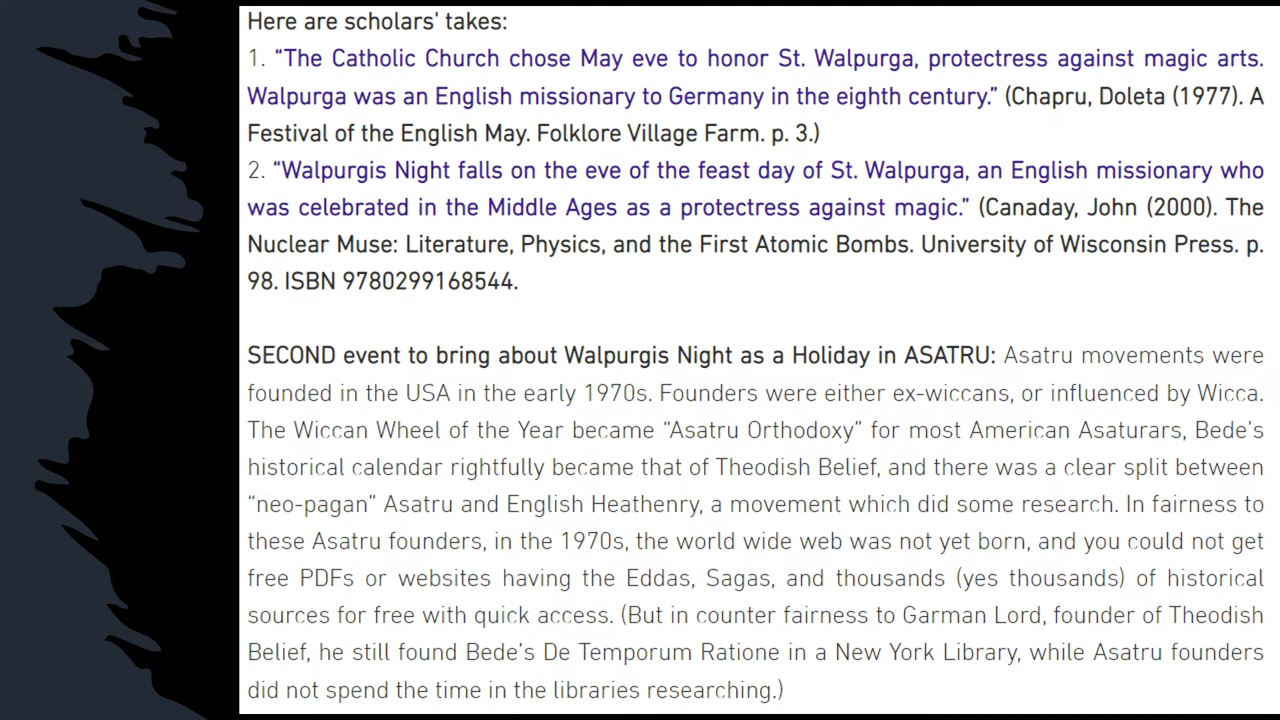 Here are scholars' takes:
1. “The Catholic Church chose May eve to honor St. Walpurga, protectress against magic arts.
Walpurga was an English missionary to Germany in the eighth century.” (Chapru, Doleta (1977). A
Festival of the English May. Folklore Village Farm. p. 3.)
2. “Walpurgis Night falls on the eve of the feast day of St. Walpurga, an English missionary who
was celebrated in the Middle Ages as a protectress against magic.” (Canaday, John (2000). The
Nuclear Muse: Literature, Physics, and the First Atomic Bombs. University of Wisconsin Press. p.
98. ISBN 9780299168544.
SECOND event to bring about Walpurgis Night as a Holiday in ASATRU: Asatru movements were
founded in the USA in the early 1970s. Founders were either ex-wiccans, or influenced by Wicca.
The Wiccan Wheel of the Year became “Asatru Orthodoxy” for most American Asaturars, Bede’s
historical calendar rightfully became that of Theodish Belief, and there was a clear split between
“neo-pagan” Asatru and English Heathenry, a movement which did some research. In fairness to
these Asatru founders, in the 1970s, the world wide web was not yet born, and you could not get
free PDFs or websites having the Eddas, Sagas, and thousands (yes thousands) of historical
sources for free with quick access. (But in counter fairness to Garman Lord, founder of Theodish
Belief, he still found Bede’s De Temporum Ratione in a New York Library, while Asatru founders
did not spend the time in the libraries researching.)